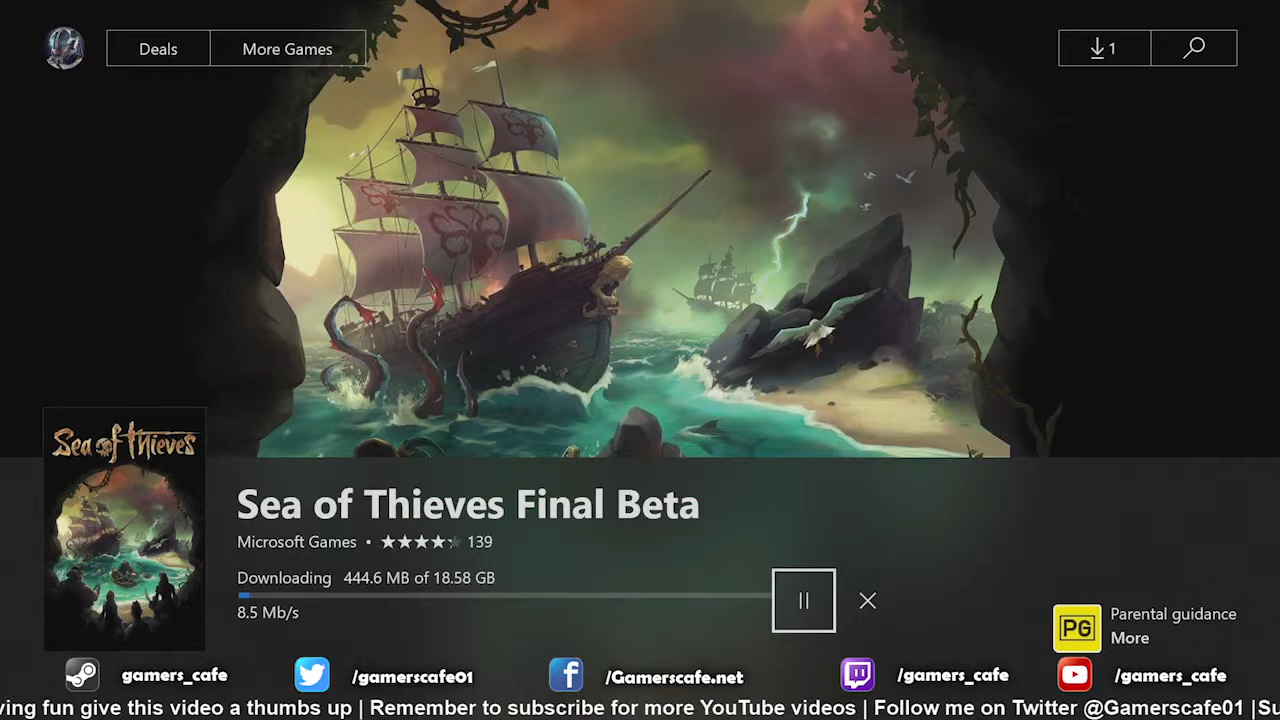 Deals
More Games
1
Sea of Thieves
Sea of Thieves Final Beta
Microsoft Games • ★★★★★ 139
Downloading 444.6 MB of 18.58 GB
8.5 Mb/s
PG
Parental guidance
More
gamers_cafe
/gamerscafe01
/Gamerscafe.net
/gamers_cafe
/gamers_cafe
ving fun give this video a thumbs up | Remember to subscribe for more YouTube videos | Follow me on Twitter @Gamerscafe01 |Su